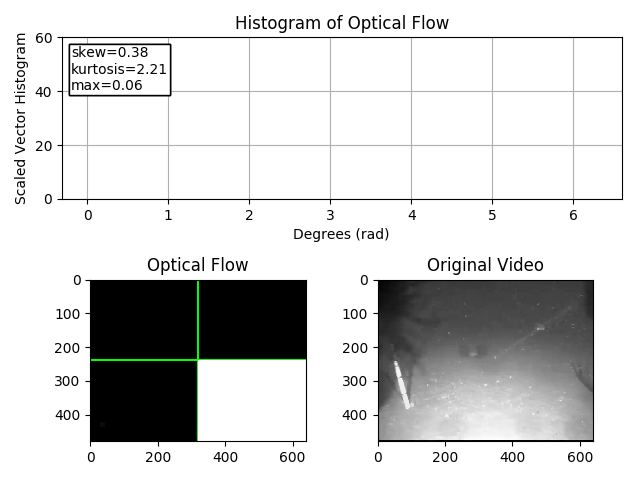 Histogram of Optical Flow
Scaled Vector Histogram
60
40
20
0
skew=0.38
kurtosis=2.21
max=0.06
0 1 2 3 4 5 6
Degrees (rad)
Optical Flow
0
100
200
300
400
0 200 400 600
Original Video
0
100
200
300
400
0 200 400 600